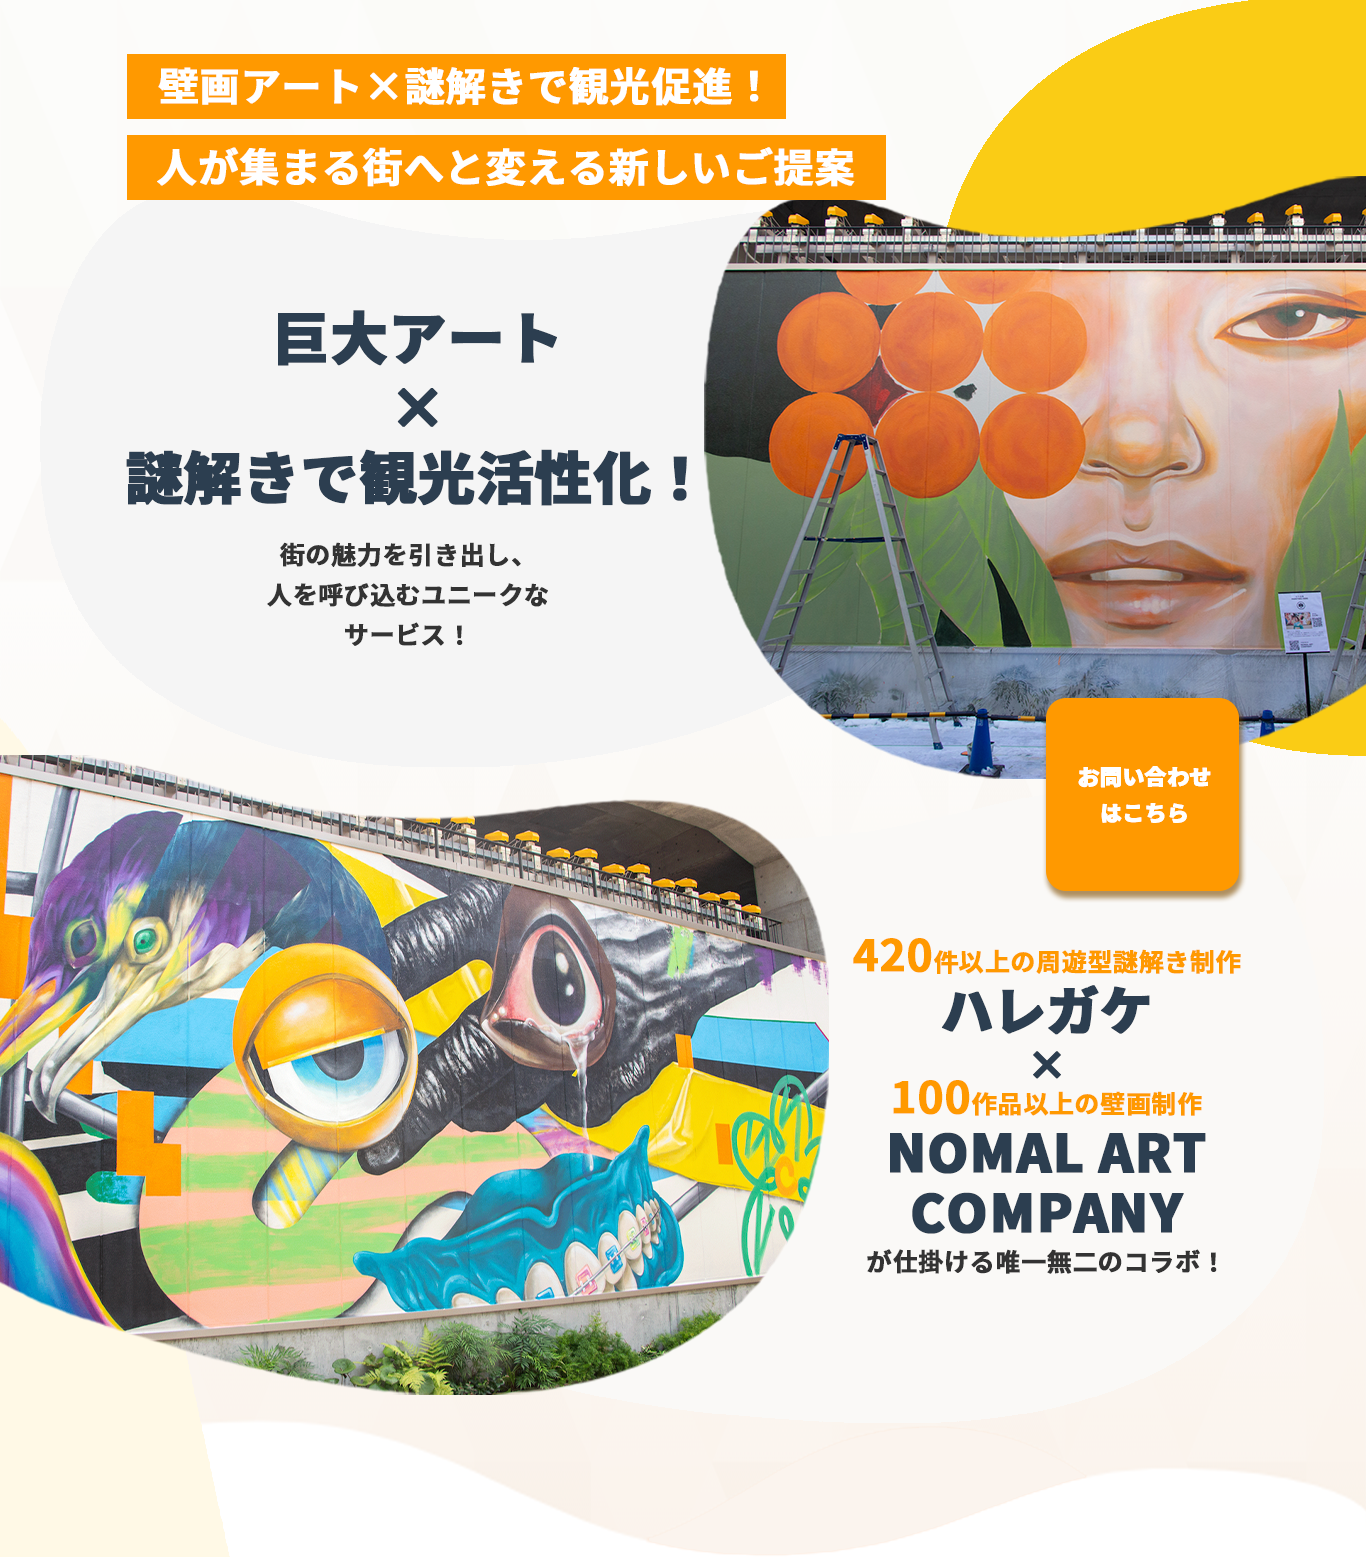 壁画アート×謎解きで観光促進！
人が集まる街へと変える新しいご提案
巨大アート
×
謎解きで観光活性化！
街の魅力を引き出し、
人を呼び込むユニークな
サービス！
お問い合わせ
はこちら
420件以上の周遊型謎解き制作
ハレガケ
×
100作品以上の壁画制作
NOMAL ART
COMPANY
が仕掛ける唯一無二のコラボ！